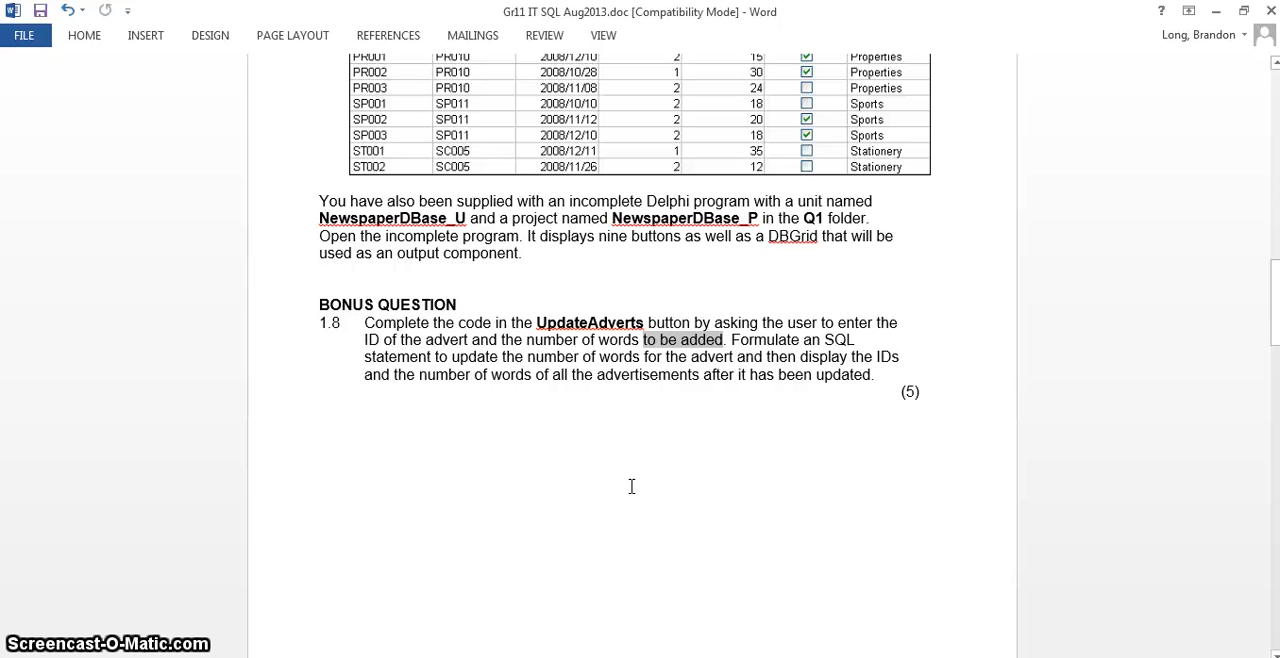 Gr11 IT SQL Aug2013.doc [Compatibility Mode] - Word
FILE HOME INSERT DESIGN PAGE LAYOUT REFERENCES MAILINGS REVIEW VIEW Long, Brandon
PR001 PR010 2008/12/10 2 15 Properties
PR002 PR010 2008/10/28 1 30 Properties
PR003 PR010 2008/11/08 2 24 Properties
SP001 SP011 2008/10/10 2 18 Sports
SP002 SP011 2008/11/12 2 20 Sports
SP003 SP011 2008/12/10 2 18 Sports
ST001 SC005 2008/12/11 1 35 Stationery
ST002 SC005 2008/11/26 2 12 Stationery
You have also been supplied with an incomplete Delphi program with a unit named
NewspaperDBase_U and a project named NewspaperDBase_P in the Q1 folder.
Open the incomplete program. It displays nine buttons as well as a DBGrid that will be
used as an output component.
BONUS QUESTION
1.8 Complete the code in the UpdateAdverts button by asking the user to enter the
ID of the advert and the number of words to be added. Formulate an SQL
statement to update the number of words for the advert and then display the IDs
and the number of words of all the advertisements after it has been updated.
(5)
Screencast-O-Matic.com